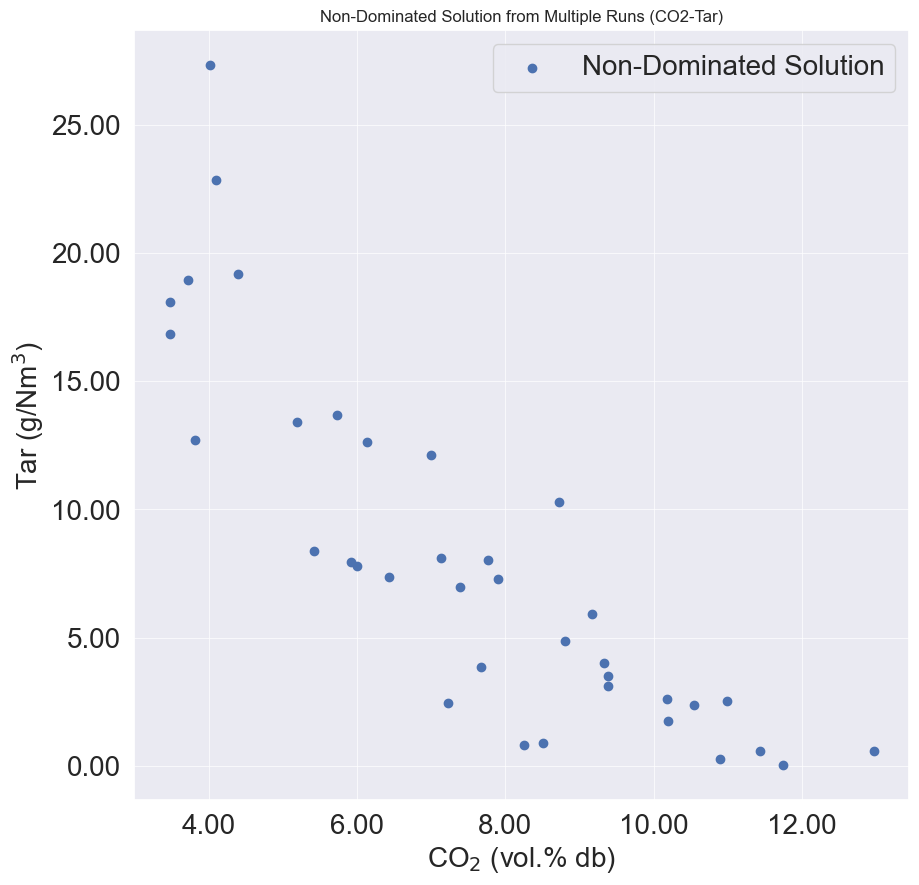 Non-Dominated Solution from Multiple Runs (CO2-Tar)
Non-Dominated Solution
25.00
20.00
15.00
10.00
5.00
0.00
Tar (g/Nm³)
4.00 6.00 8.00 10.00 12.00
CO₂ (vol.% db)